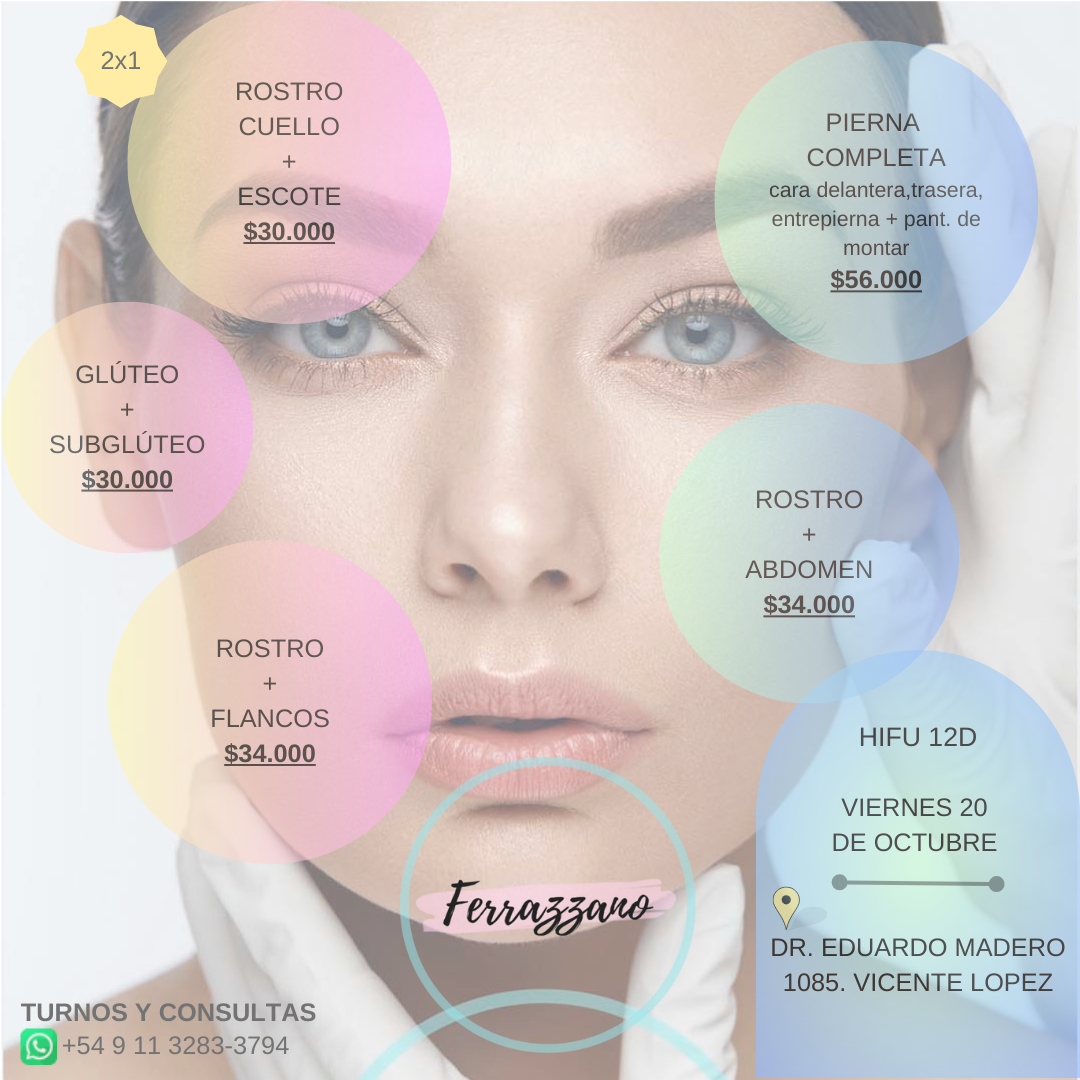 2x1
ROSTRO
CUELLO
+
ESCOTE
$30.000
PIERNA
COMPLETA
cara delantera,trasera,
entrepierna + pant. de
montar
$56.000
GLÚTEO
+
SUBGLÚTEO
$30.000
ROSTRO
+
ABDOMEN
$34.000
ROSTRO
+
FLANCOS
$34.000
HIFU 12D
VIERNES 20
DE OCTUBRE
DR. EDUARDO MADERO
1085. VICENTE LOPEZ
Ferrazzano
TURNOS Y CONSULTAS
+54 9 11 3283-3794